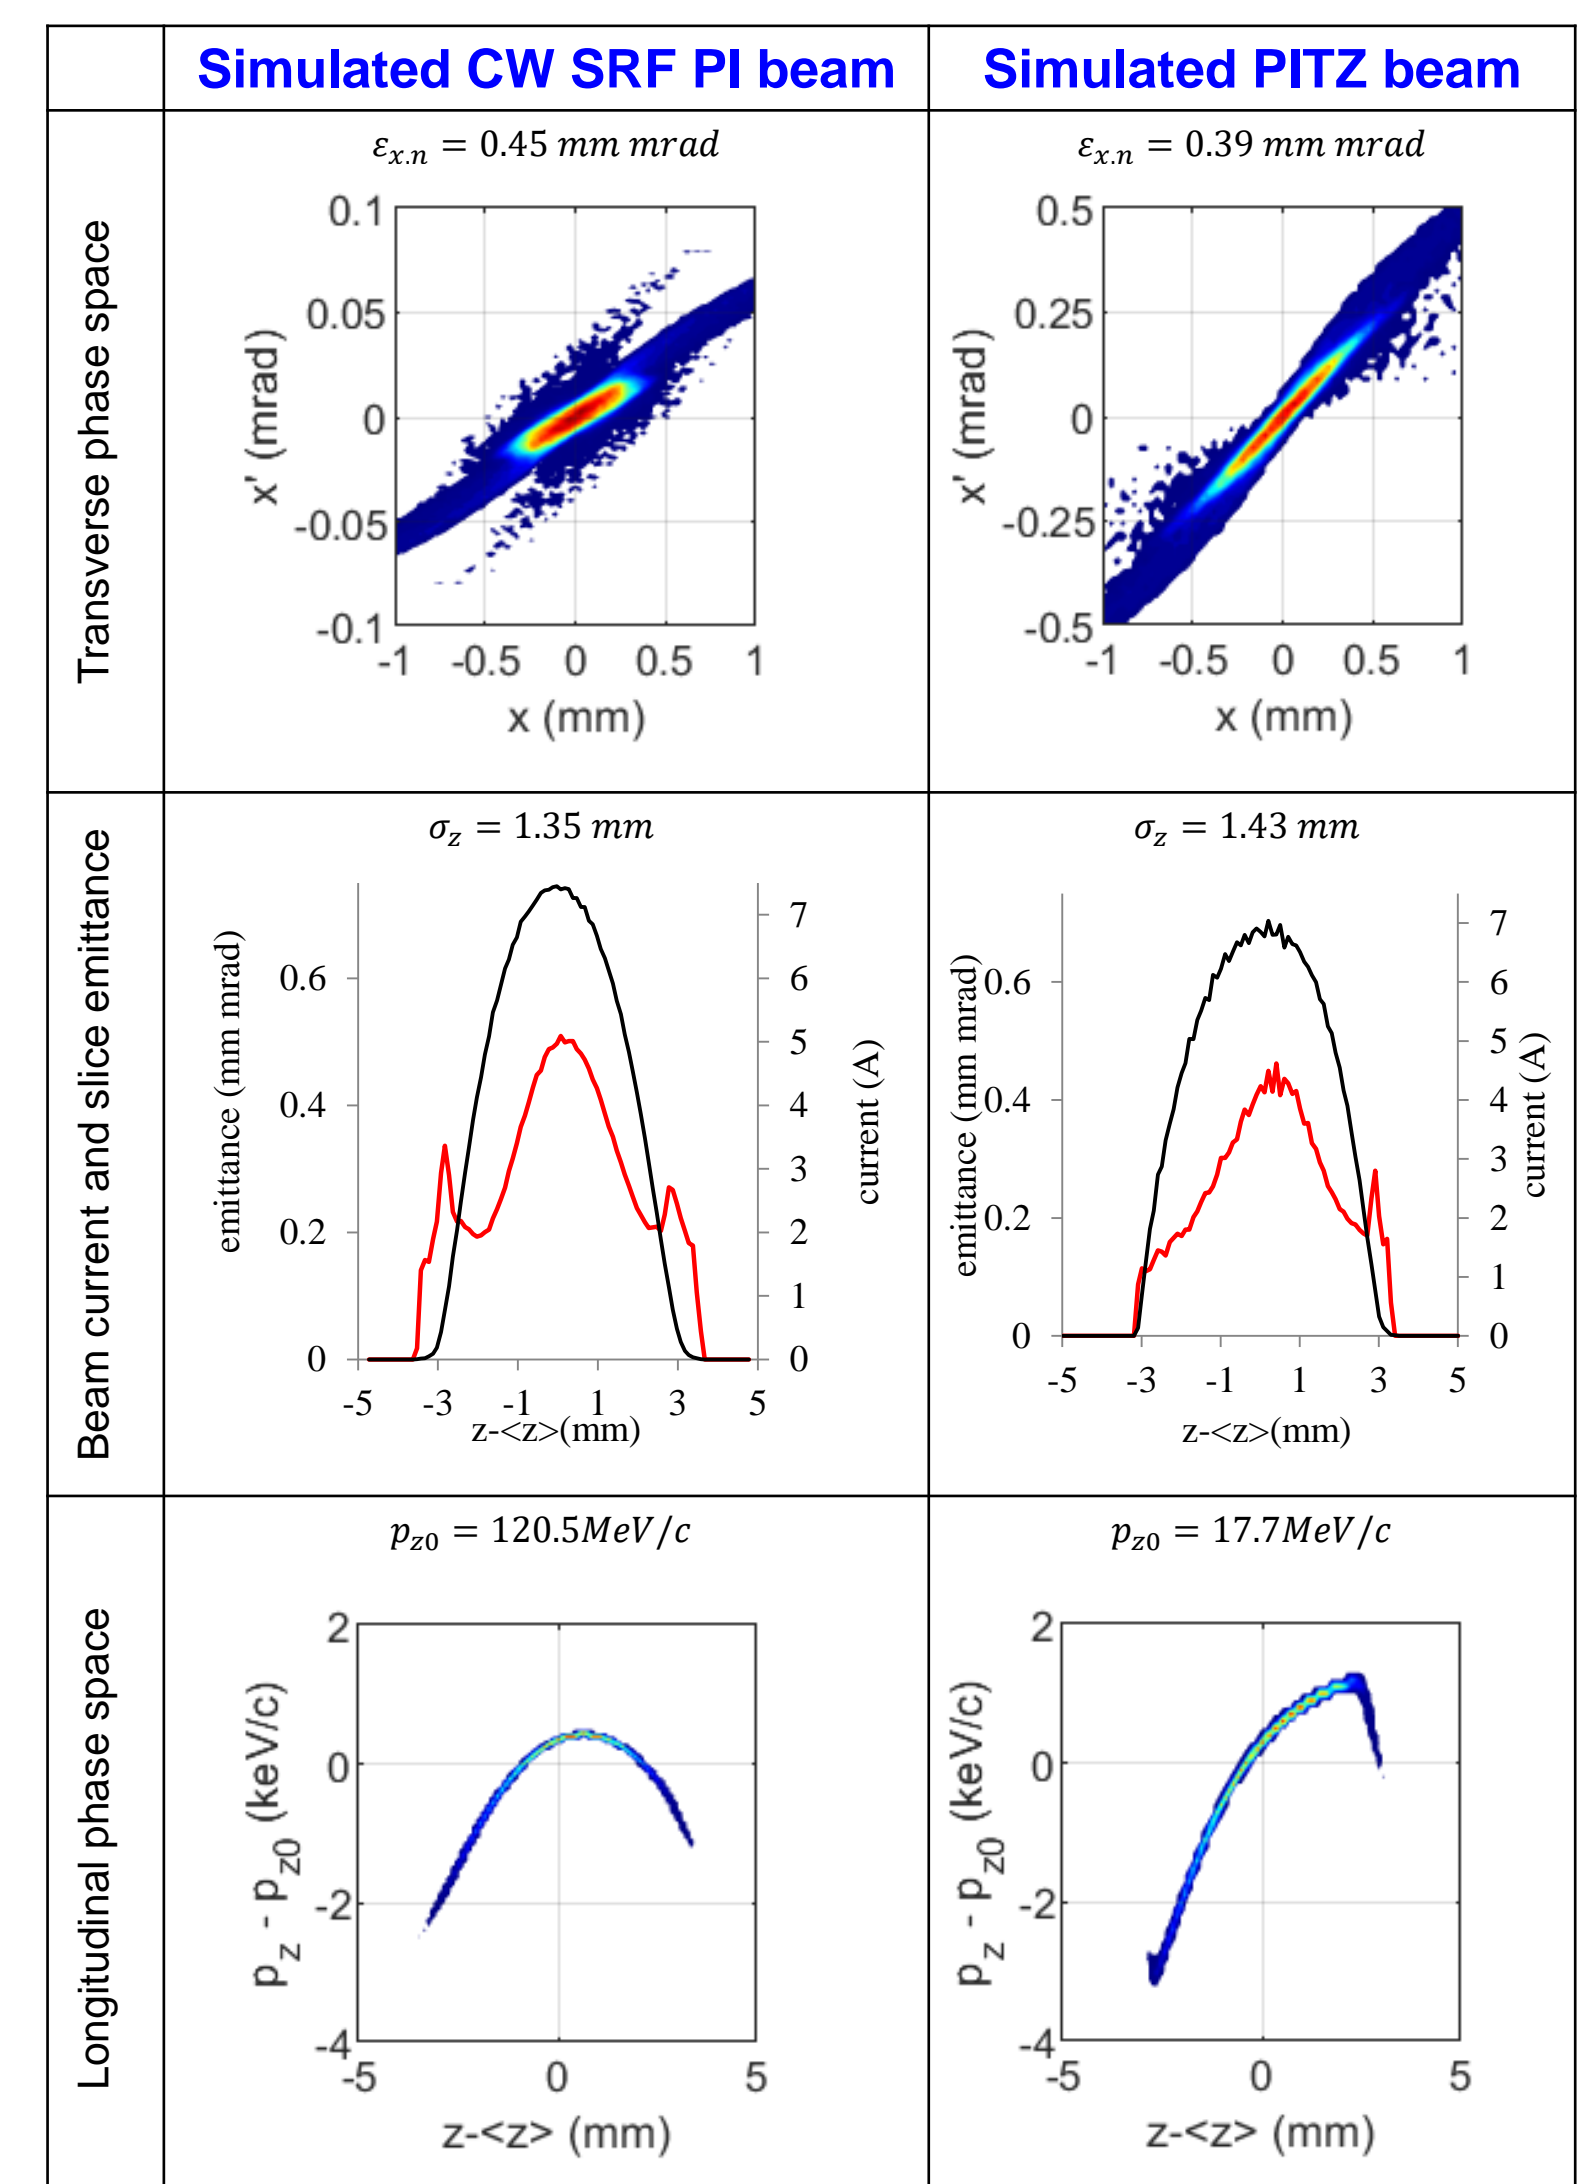 Simulated CW SRF PI beam
Simulated PITZ beam
Transverse phase space
εx.n = 0.45 mm mrad
0.1
0.05
0
-0.05
-0.1
x' (mrad)
-1 -0.5 0 0.5 1
x (mm)
εx.n = 0.39 mm mrad
0.5
0.25
0
-0.25
-0.5
x' (mrad)
-1 -0.5 0 0.5 1
x (mm)
Beam current and slice emittance
σz = 1.35 mm
emittance (mm mrad)
0.6
0.4
0.2
0
7
6
5
4
3
2
1
0
current (A)
-5 -3 -1 1 3 5
z-<z>(mm)
σz = 1.43 mm
emittance (mm mrad)
0.6
0.4
0.2
0
7
6
5
4
3
2
1
0
current (A)
-5 -3 -1 1 3 5
z-<z>(mm)
Longitudinal phase space
pz0 = 120.5MeV/c
2
0
-2
-4
pz - pz0 (keV/c)
-5 0 5
z-<z> (mm)
pz0 = 17.7MeV/c
2
0
-2
-4
pz - pz0 (keV/c)
-5 0 5
z-<z> (mm)